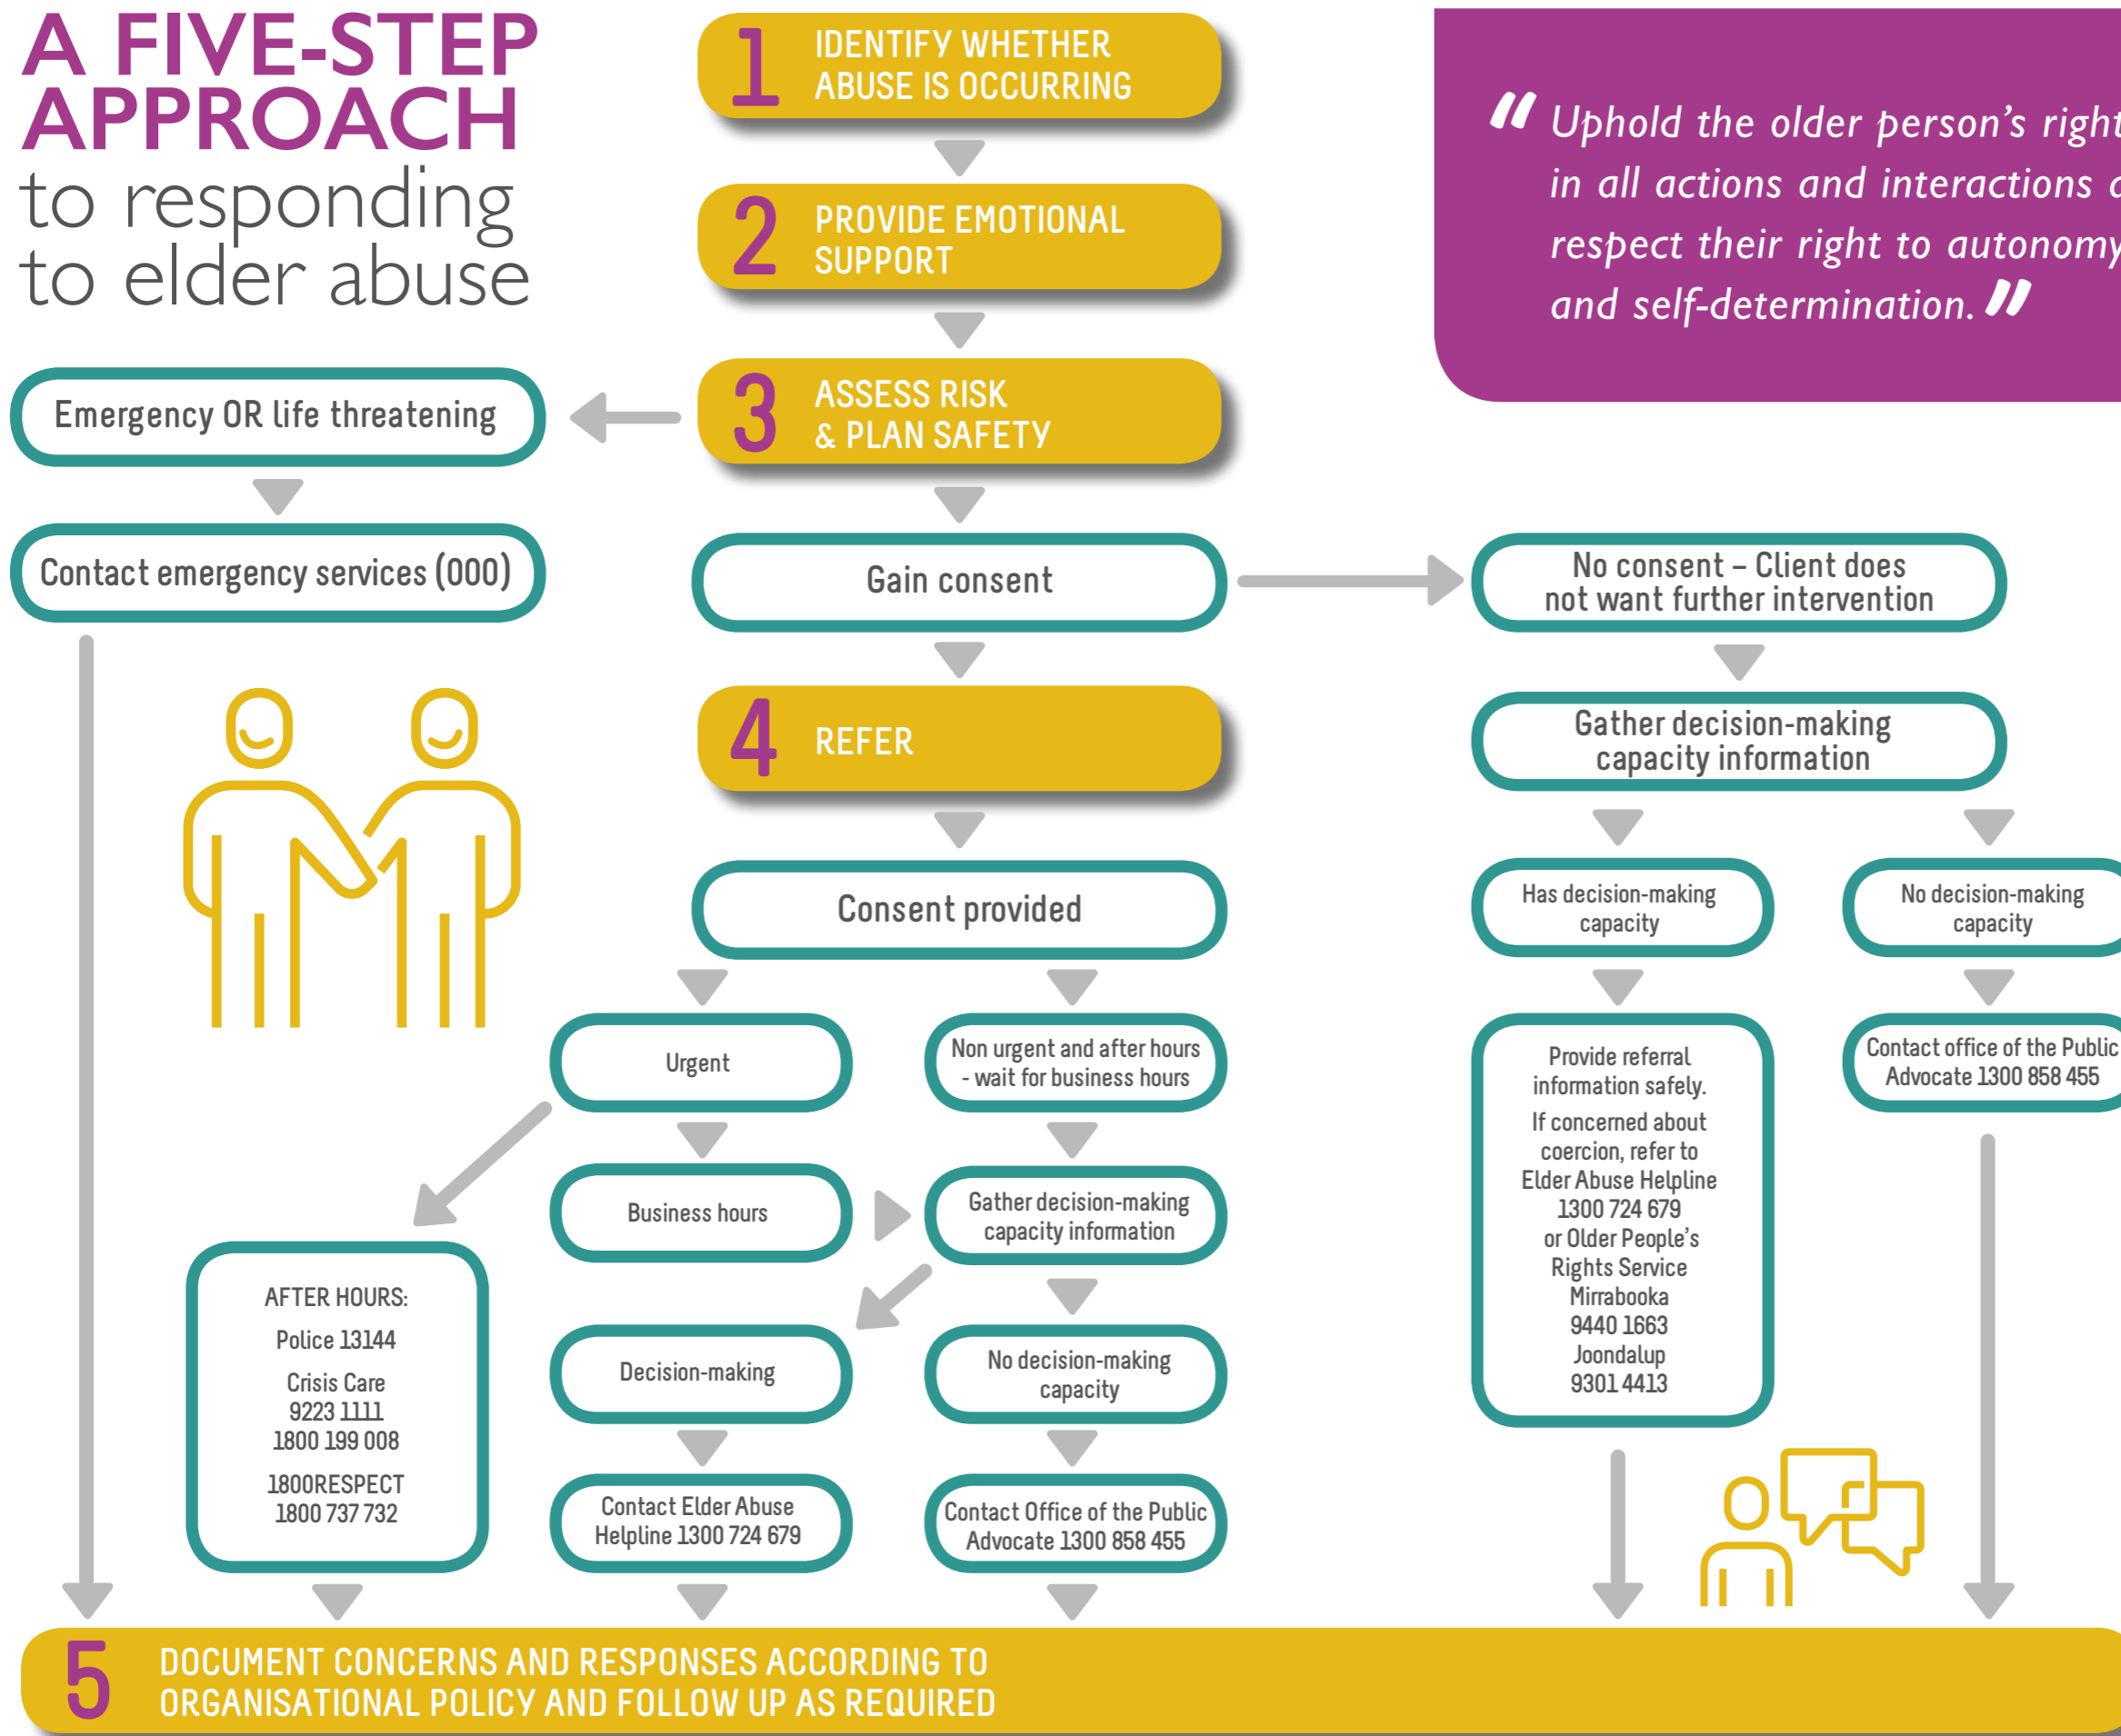 A FIVE-STEP
APPROACH
to responding
to elder abuse
1 IDENTIFY WHETHER
ABUSE IS OCCURRING
2 PROVIDE EMOTIONAL
SUPPORT
3 ASSESS RISK
& PLAN SAFETY
“ Uphold the older person’s right
in all actions and interactions
respect their right to autonomy
and self-determination. ”
Emergency OR life threatening
Contact emergency services (000)
Gain consent
No consent – Client does
not want further intervention
4 REFER
Gather decision-making
capacity information
Consent provided
Has decision-making
capacity
No decision-making
capacity
Urgent
Non urgent and after hours
- wait for business hours
Provide referral
information safely.
If concerned about
coercion, refer to
Elder Abuse Helpline
1300 724 679
or Older People’s
Rights Service
Mirrabooka
9440 1663
Joondalup
9301 4413
Contact office of the Public
Advocate 1300 858 455
Business hours
Gather decision-making
capacity information
AFTER HOURS:
Police 13144
Crisis Care
9223 1111
1800 199 008
1800RESPECT
1800 737 732
Decision-making
No decision-making
capacity
Contact Elder Abuse
Helpline 1300 724 679
Contact Office of the Public
Advocate 1300 858 455
5 DOCUMENT CONCERNS AND RESPONSES ACCORDING TO
ORGANISATIONAL POLICY AND FOLLOW UP AS REQUIRED